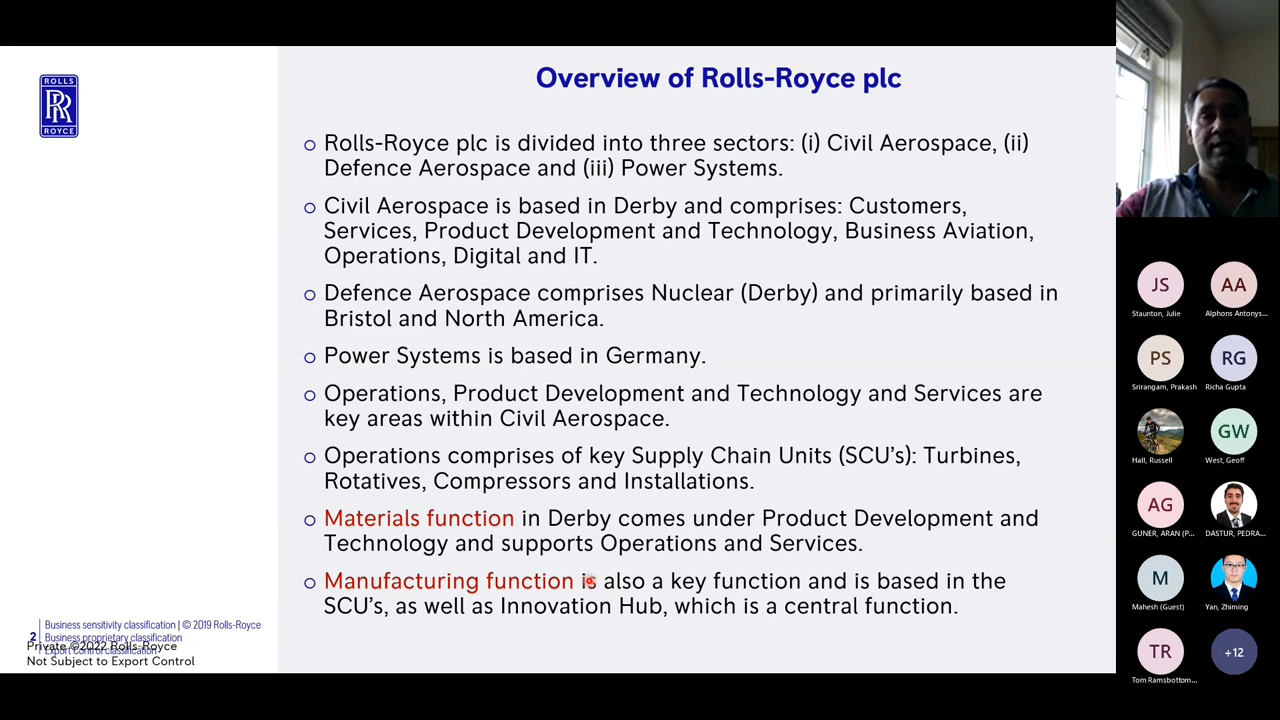 ROLLS
RR
ROYCE
Overview of Rolls-Royce plc
Rolls-Royce plc is divided into three sectors: (i) Civil Aerospace, (ii)
Defence Aerospace and (iii) Power Systems.
Civil Aerospace is based in Derby and comprises: Customers,
Services, Product Development and Technology, Business Aviation,
Operations, Digital and IT.
Defence Aerospace comprises Nuclear (Derby) and primarily based in
Bristol and North America.
Power Systems is based in Germany.
Operations, Product Development and Technology and Services are
key areas within Civil Aerospace.
Operations comprises of key Supply Chain Units (SCU’s): Turbines,
Rotatives, Compressors and Installations.
Materials function in Derby comes under Product Development and
Technology and supports Operations and Services.
Manufacturing function is also a key function and is based in the
SCU’s, as well as Innovation Hub, which is a central function.
2
Business sensitivity classification | © 2019 Rolls-Royce
Business proprietary classification
Export Control classification
Private ©2022 Rolls-Royce
Not Subject to Export Control
JS
AA
Staunton, Julie
Alphons Antonys...
PS
RG
Srirangam, Prakash
Richa Gupta
GW
Hall, Russell
West, Geoff
AG
GUNER, ARAN (P...
DASTUR, PEDRA...
M
Mahesh (Guest)
Yan, Zhiming
TR
+12
Tom Ramsbottom...